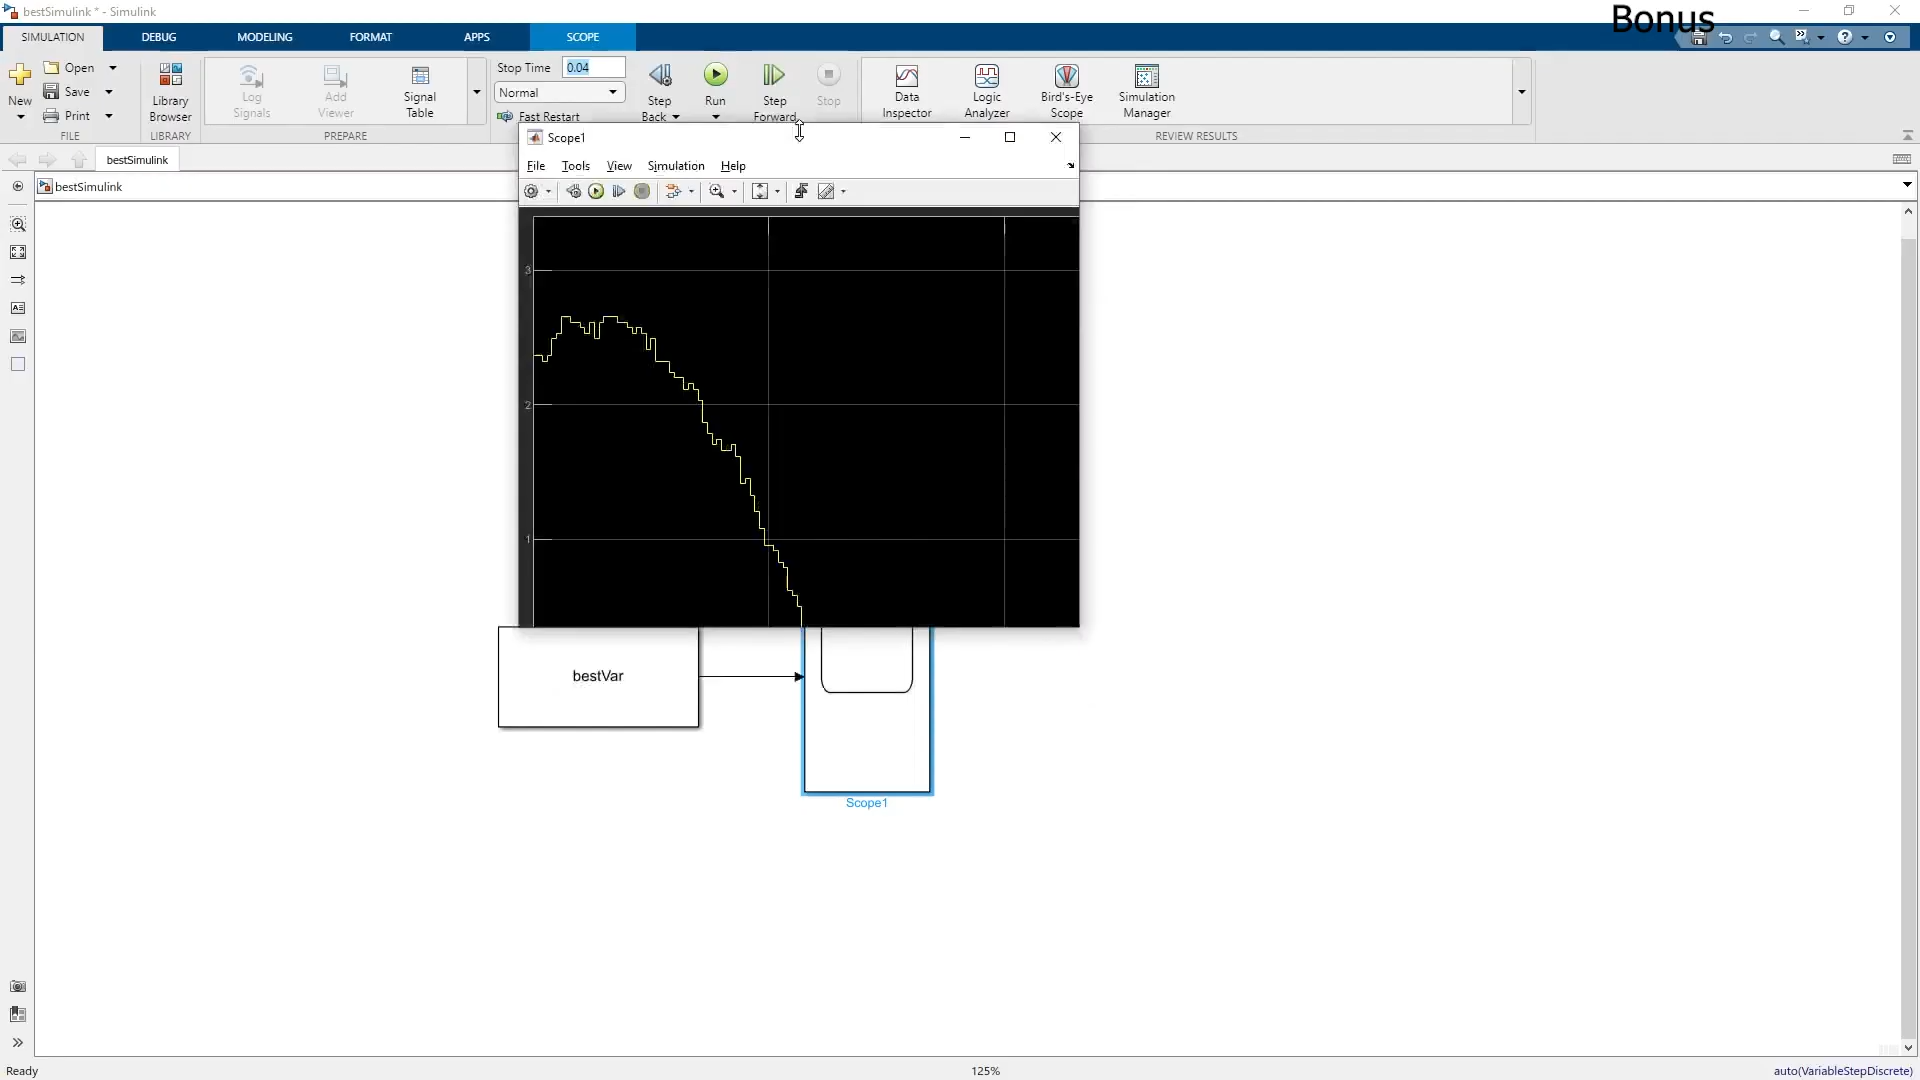 bestSimulink * - Simulink
Bonus
SIMULATION
DEBUG
MODELING
FORMAT
APPS
SCOPE
New
Open
Save
Print
FILE
Library
Browser
LIBRARY
Log
Signals
Add
Viewer
Signal
Table
PREPARE
Stop Time 0.04
Normal
Fast Restart
Step
Back
Run
Step
Forward
Stop
Data
Inspector
Logic
Analyzer
Bird's-Eye
Scope
Simulation
Manager
REVIEW RESULTS
bestSimulink
bestSimulink
Scope1
File Tools View Simulation Help
3
2
1
bestVar
Scope1
Ready
125%
auto(VariableStepDiscrete)